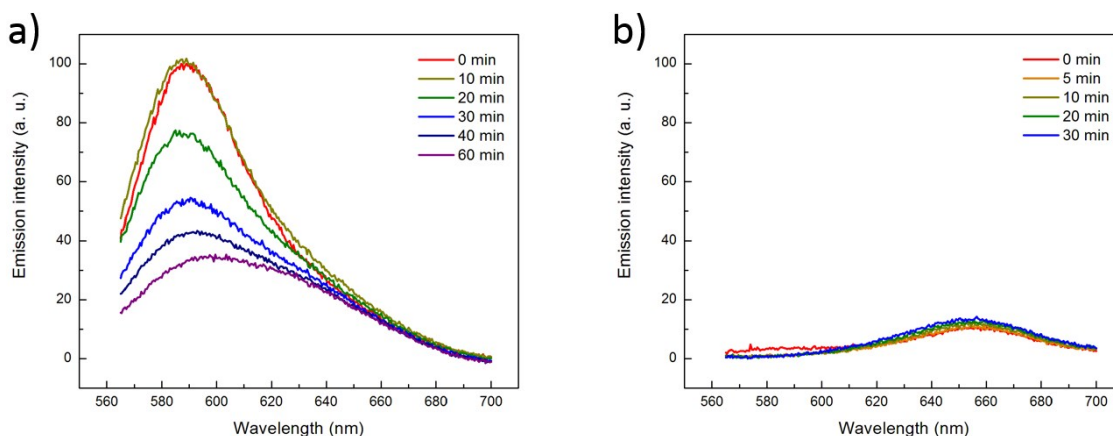 a)
Emission intensity (a. u.)
100
80
60
40
20
0
560 580 600 620 640 660 680 700
Wavelength (nm)
0 min
10 min
20 min
30 min
40 min
60 min
b)
Emission intensity (a. u.)
100
80
60
40
20
0
560 580 600 620 640 660 680 700
Wavelength (nm)
0 min
5 min
10 min
20 min
30 min